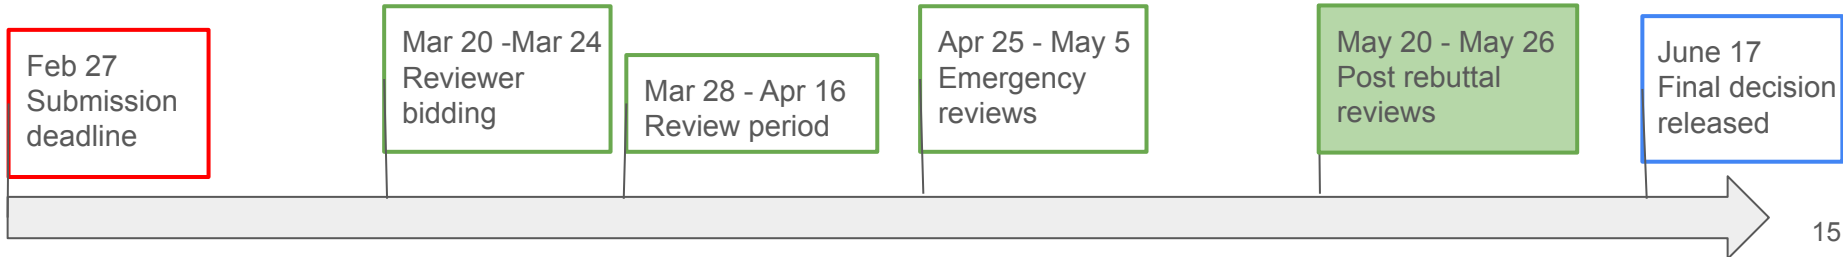 Feb 27
Submission
deadline
Mar 20 -Mar 24
Reviewer
bidding
Mar 28 - Apr 16
Review period
Apr 25 - May 5
Emergency
reviews
May 20 - May 26
Post rebuttal
reviews
June 17
Final decision
released
15